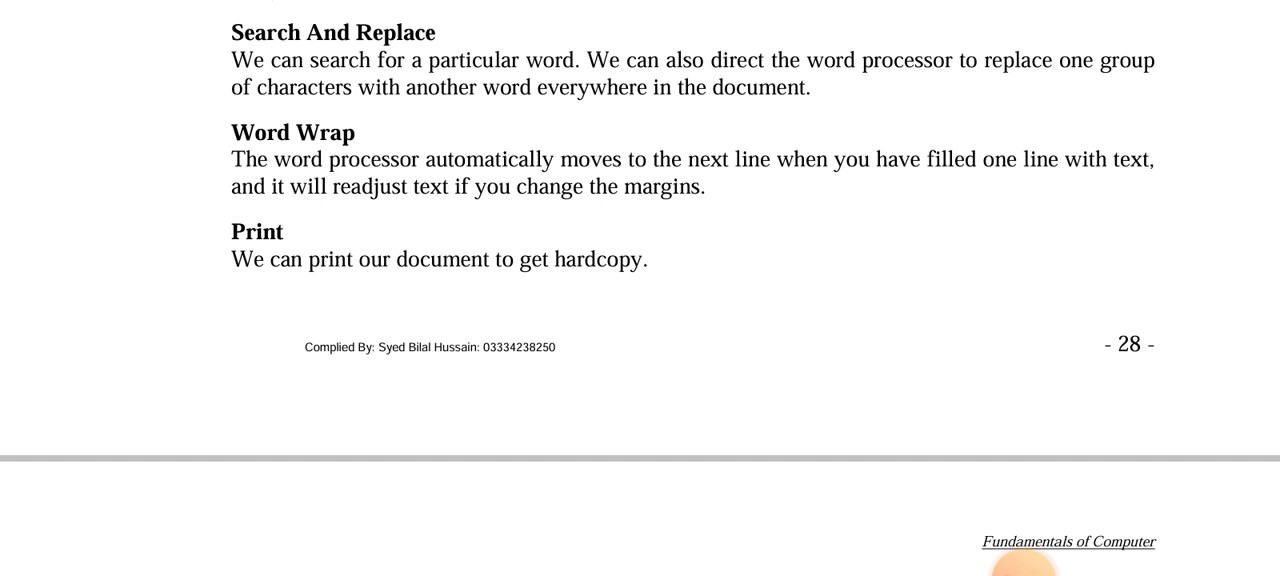 Search And Replace
We can search for a particular word. We can also direct the word processor to replace one group
of characters with another word everywhere in the document.
Word Wrap
The word processor automatically moves to the next line when you have filled one line with text,
and it will readjust text if you change the margins.
Print
We can print our document to get hardcopy.
Complied By: Syed Bilal Hussain: 03334238250
- 28 -
Fundamentals of Computer